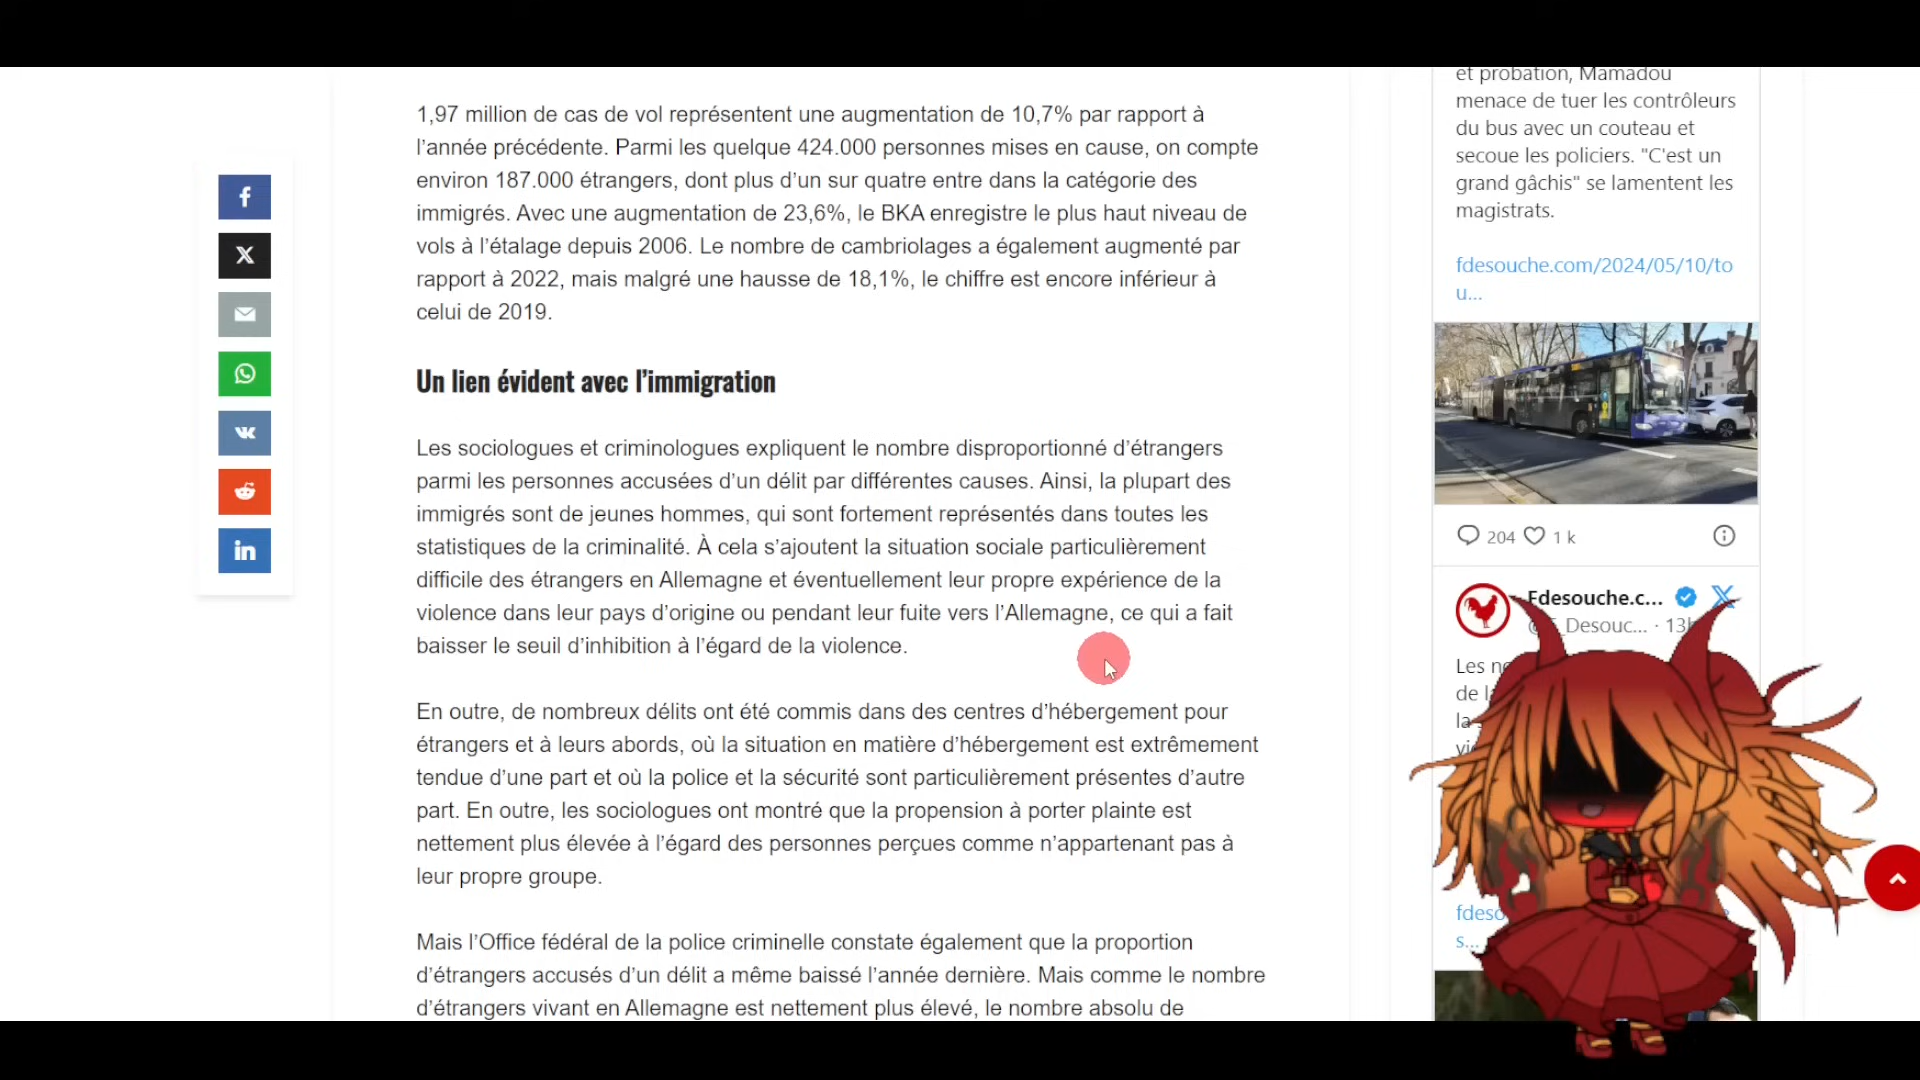 1,97 million de cas de vol représentent une augmentation de 10,7% par rapport à
l’année précédente. Parmi les quelque 424.000 personnes mises en cause, on compte
environ 187.000 étrangers, dont plus d’un sur quatre entre dans la catégorie des
immigrés. Avec une augmentation de 23,6%, le BKA enregistre le plus haut niveau de
vols à l’étalage depuis 2006. Le nombre de cambriolages a également augmenté par
rapport à 2022, mais malgré une hausse de 18,1%, le chiffre est encore inférieur à
celui de 2019.
Un lien évident avec l’immigration
Les sociologues et criminologues expliquent le nombre disproportionné d’étrangers
parmi les personnes accusées d’un délit par différentes causes. Ainsi, la plupart des
immigrés sont de jeunes hommes, qui sont fortement représentés dans toutes les
statistiques de la criminalité. À cela s’ajoutent la situation sociale particulièrement
difficile des étrangers en Allemagne et éventuellement leur propre expérience de la
violence dans leur pays d’origine ou pendant leur fuite vers l’Allemagne, ce qui a fait
baisser le seuil d’inhibition à l’égard de la violence.
En outre, de nombreux délits ont été commis dans des centres d’hébergement pour
étrangers et à leurs abords, où la situation en matière d’hébergement est extrêmement
tendue d’une part et où la police et la sécurité sont particulièrement présentes d’autre
part. En outre, les sociologues ont montré que la propension à porter plainte est
nettement plus élevée à l’égard des personnes perçues comme n’appartenant pas à
leur propre groupe.
Mais l’Office fédéral de la police criminelle constate également que la proportion
d’étrangers accusés d’un délit a même baissé l’année dernière. Mais comme le nombre
d’étrangers vivant en Allemagne est nettement plus élevé, le nombre absolu de
et probation, Mamadou
menace de tuer les contrôleurs
du bus avec un couteau et
secoue les policiers. "C'est un
grand gâchis" se lamentent les
magistrats.
fdesouche.com/2024/05/10/to
u...
204 1 k
Fdesouche.c...
Desouc... · 13h
Les
de
la
fdeso
s...